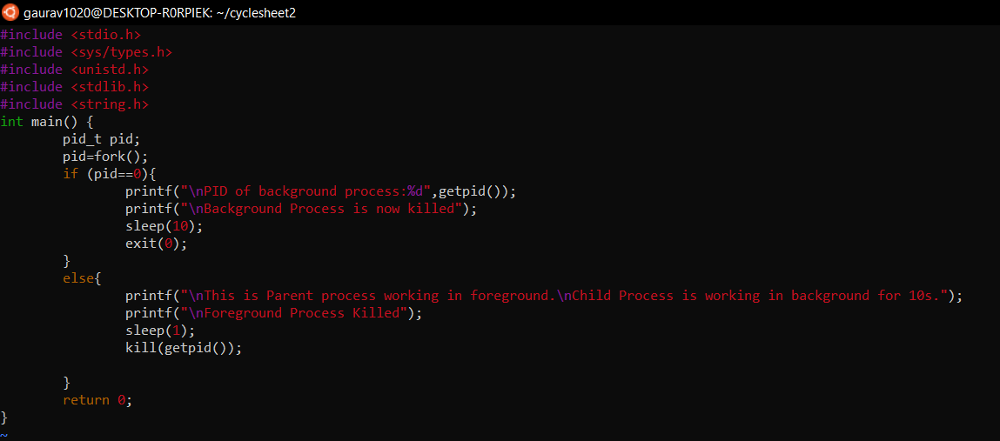 gaurav1020@DESKTOP-R0RPIEK: ~/cyclesheet2
#include <stdio.h>
#include <sys/types.h>
#include <unistd.h>
#include <stdlib.h>
#include <string.h>
int main() {
        pid_t pid;
        pid=fork();
        if (pid==0){
                printf("\nPID of background process:%d",getpid());
                printf("\nBackground Process is now killed");
                sleep(10);
                exit(0);
        }
        else{
                printf("\nThis is Parent process working in foreground.\nChild Process is working in background for 10s.");
                printf("\nForeground Process Killed");
                sleep(1);
                kill(getpid());
        }
        return 0;
}
~